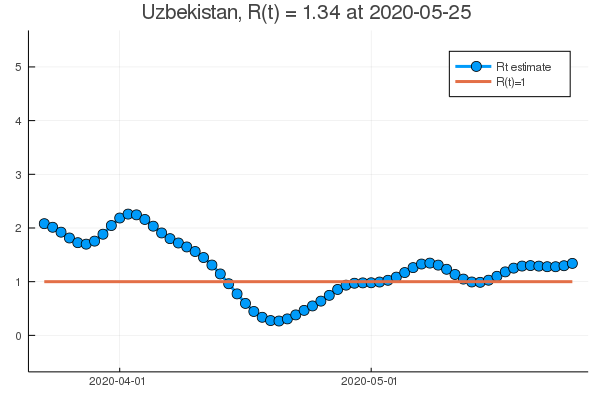 Uzbekistan, R(t) = 1.34 at 2020-05-25
Rt estimate
R(t)=1
5
4
3
2
1
0
2020-04-01
2020-05-01